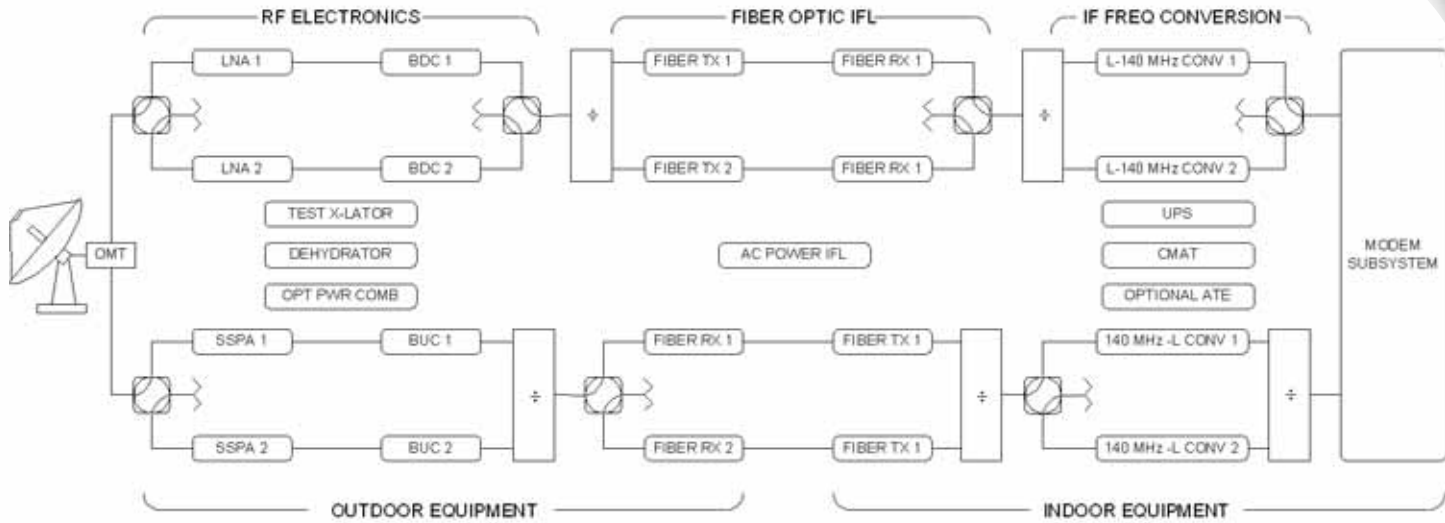 RF ELECTRONICS FIBER OPTIC IFL IF FREQ CONVERSION
LNA 1 BDC 1 FIBER TX 1 FIBER RX 1 L-140 MHz CONV 1
÷ ÷
LNA 2 BDC 2 FIBER TX 2 FIBER RX 1 L-140 MHz CONV 2
TEST X-LATOR UPS
OMT DEHYDRATOR AC POWER IFL CMAT MODEM
SUBSYSTEM
OPT PWR COMB OPTIONAL ATE
SSPA 1 BUC 1 FIBER RX 1 FIBER TX 1 140 MHz -L CONV 1
÷ ÷ ÷
SSPA 2 BUC 2 FIBER RX 2 FIBER TX 1 140 MHz -L CONV 2
OUTDOOR EQUIPMENT INDOOR EQUIPMENT